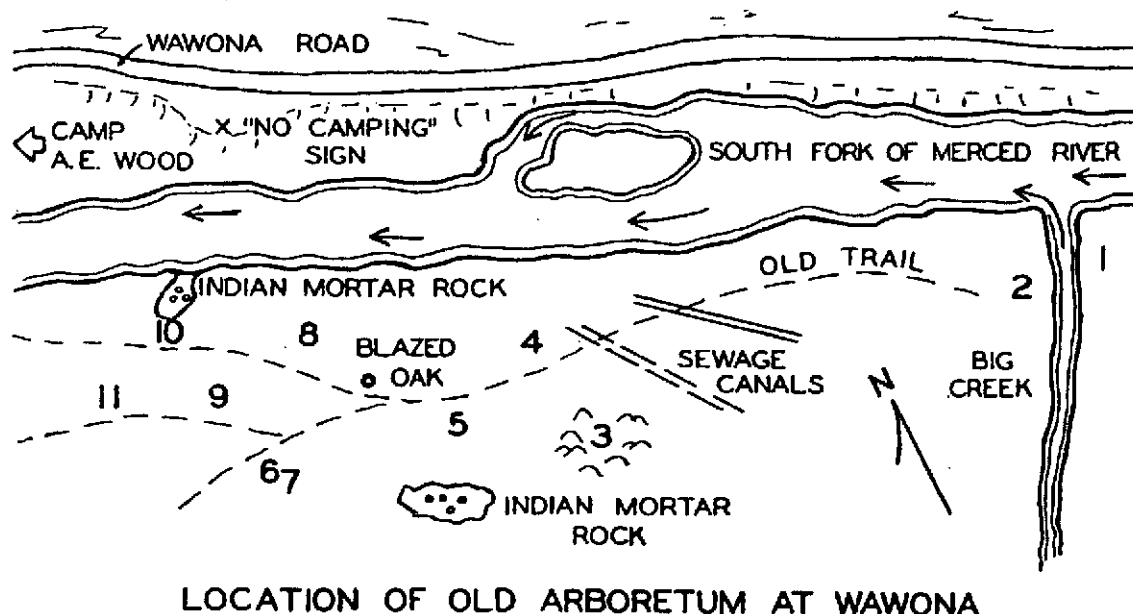 WAWONA ROAD
X "NO CAMPING"
SIGN
CAMP
A.E. WOOD
SOUTH FORK OF MERCED RIVER
1
OLD TRAIL
2
INDIAN MORTAR ROCK
10
8
BLAZED
OAK
4
SEWAGE
CANALS
N
BIG
CREEK
11
9
5
3
67
INDIAN MORTAR
ROCK
LOCATION OF OLD ARBORETUM AT WAWONA